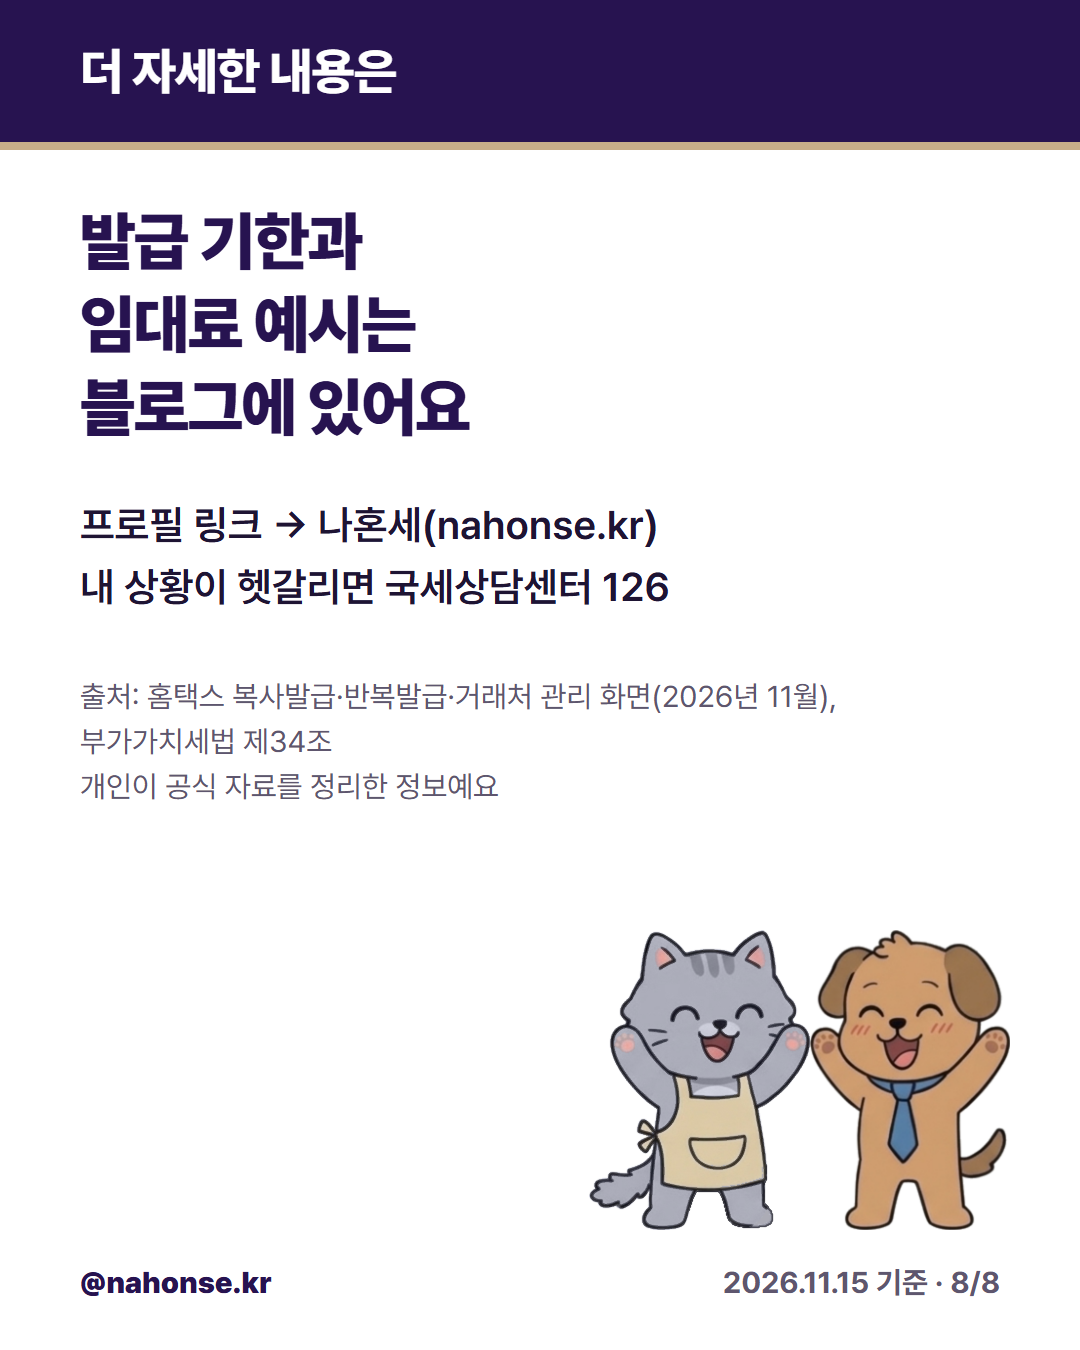 더 자세한 내용은
발급 기한과
임대료 예시는
블로그에 있어요
프로필 링크 → 나혼세(nahonse.kr)
내 상황이 헷갈리면 국세상담센터 126
출처: 홈택스 복사발급·반복발급·거래처 관리 화면(2026년 11월),
부가가치세법 제34조
개인이 공식 자료를 정리한 정보예요
@nahonse.kr
2026.11.15 기준 · 8/8